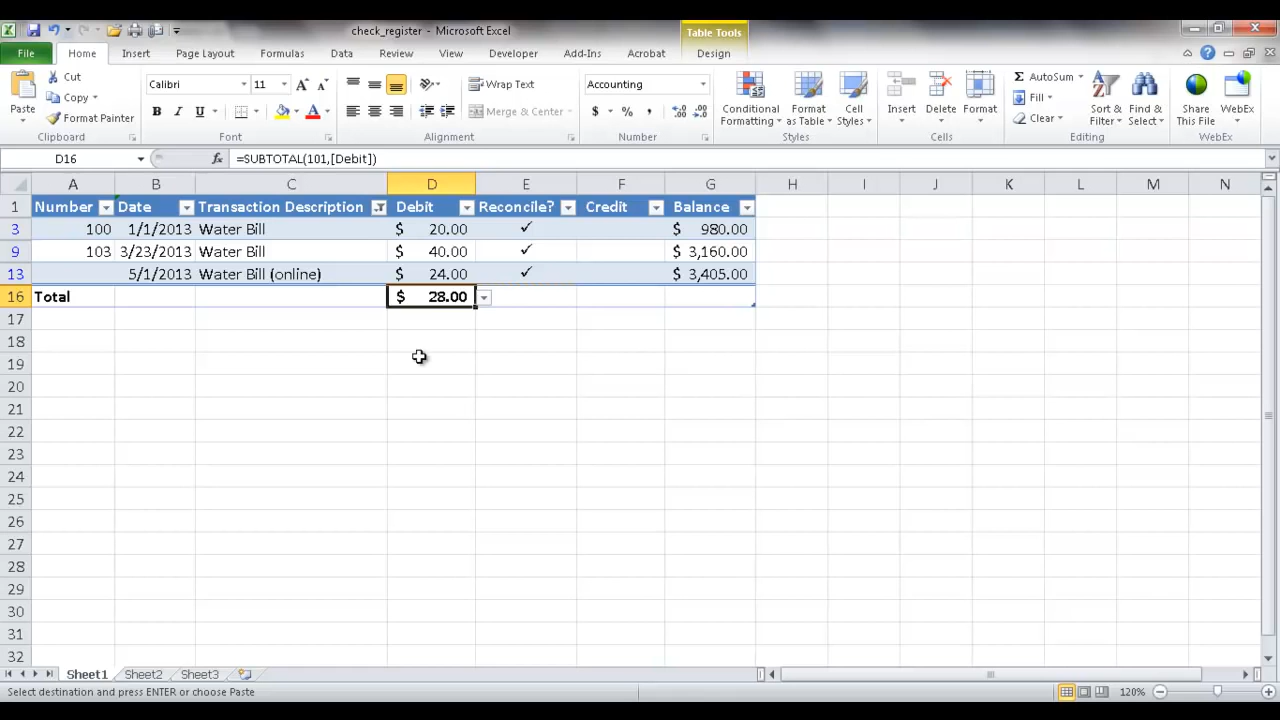 check_register - Microsoft Excel
Table Tools
File Home Insert Page Layout Formulas Data Review View Developer Add-Ins Acrobat Design
Paste
Cut
Copy
Format Painter
Clipboard
Calibri 11
B I U
Font
Wrap Text
Merge & Center
Alignment
Accounting
$ % ,
Number
Conditional Formatting
Format as Table
Cell Styles
Styles
Insert
Delete
Format
Cells
AutoSum
Fill
Clear
Sort & Filter
Find & Select
Editing
Share This File
WebEx
WebEx
D16 fx =SUBTOTAL(101,[Debit])
A B C D E F G H I J K L M N
1 Number Date Transaction Description Debit Reconcile? Credit Balance
3 100 1/1/2013 Water Bill $ 20.00 ✓ $ 980.00
9 103 3/23/2013 Water Bill $ 40.00 ✓ $ 3,160.00
13 5/1/2013 Water Bill (online) $ 24.00 ✓ $ 3,405.00
16 Total $ 28.00
17
18
19
20
21
22
23
24
25
26
27
28
29
30
31
32
Sheet1 Sheet2 Sheet3
Select destination and press ENTER or choose Paste 120%